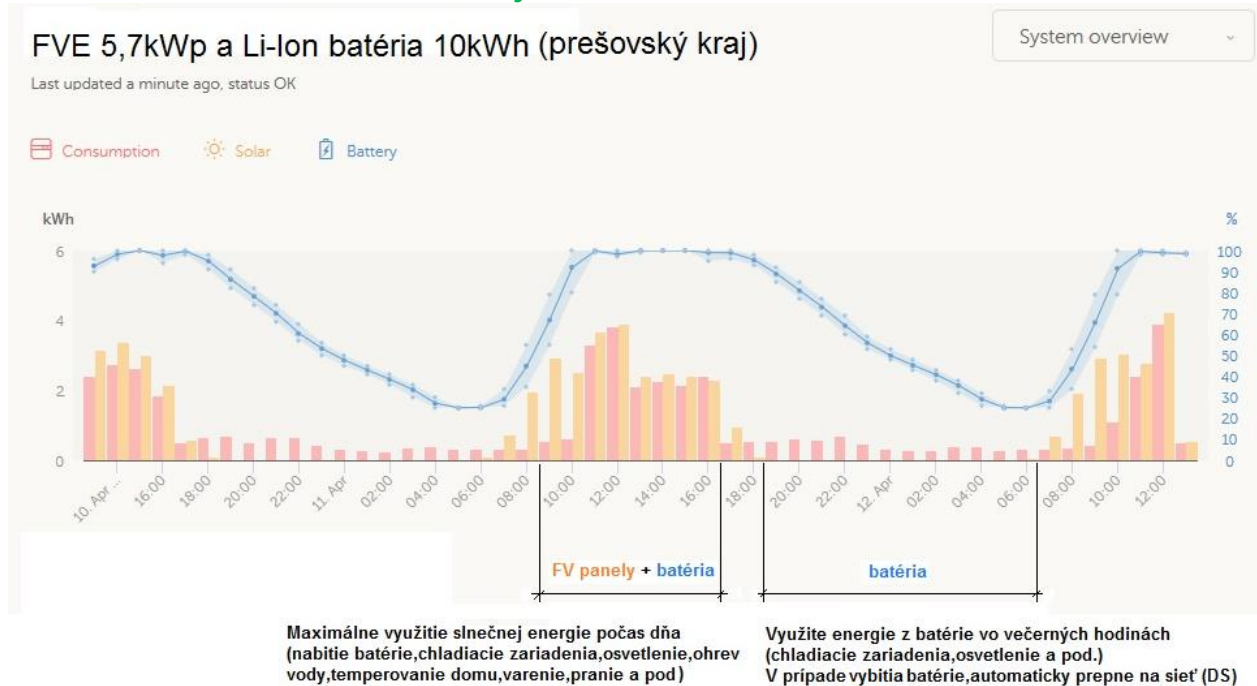 FVE 5,7kWp a Li-Ion batéria 10kWh (prešovský kraj)
System overview
Last updated a minute ago, status OK
Consumption Solar Battery
kWh %
6 100
90
80
4 70
60
50
40
2 30
20
10
0 0
10. Apr ... 16:00 18:00 20:00 22:00 11. Apr 02:00 04:00 06:00 08:00 10:00 12:00 14:00 16:00 18:00 20:00 22:00 12. Apr 02:00 04:00 06:00 08:00 10:00 12:00
FV panely + batéria
batéria
Maximálne využitie slnečnej energie počas dňa
(nabitie batérie,chladiacie zariadenia,osvetlenie,ohrev
vody,temperovanie domu,varenie,pranie a pod)
Využite energie z batérie vo večerných hodinách
(chladiacie zariadenia,osvetlenie a pod.)
V prípade vybitia batérie,automaticky prepne na sieť (DS)